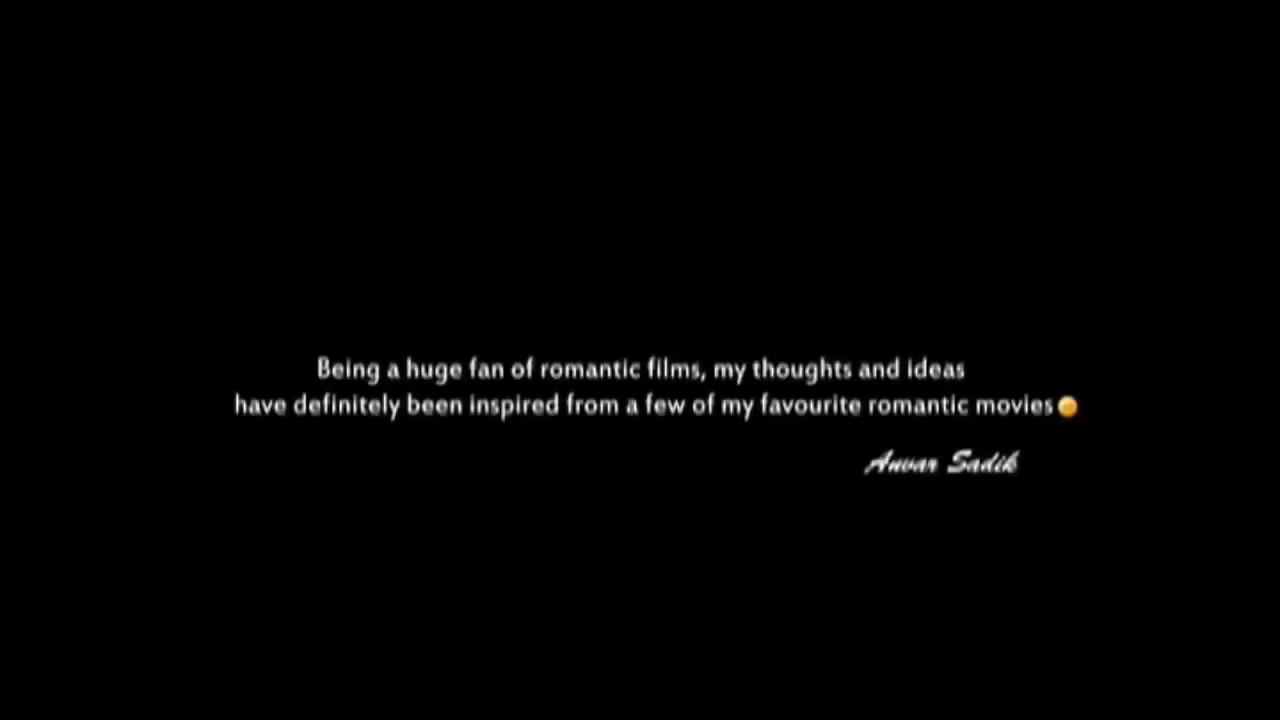 Being a huge fan of romantic films, my thoughts and ideas
have definitely been inspired from a few of my favourite romantic movies
Anvar Sadik